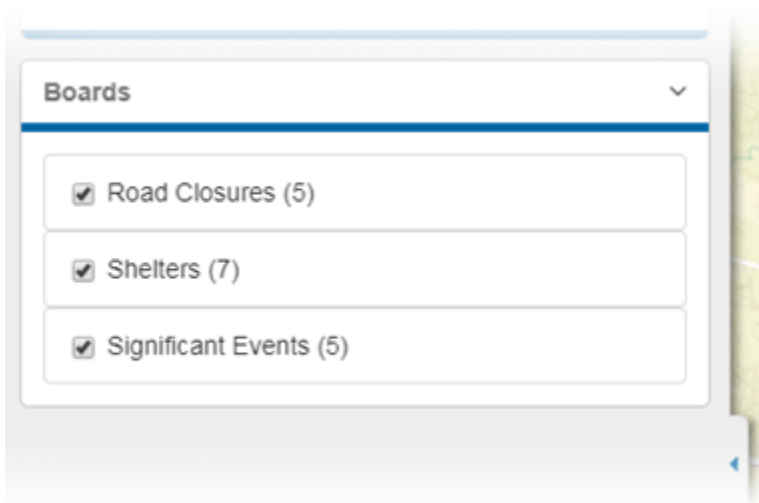 Boards
Road Closures (5)
Shelters (7)
Significant Events (5)